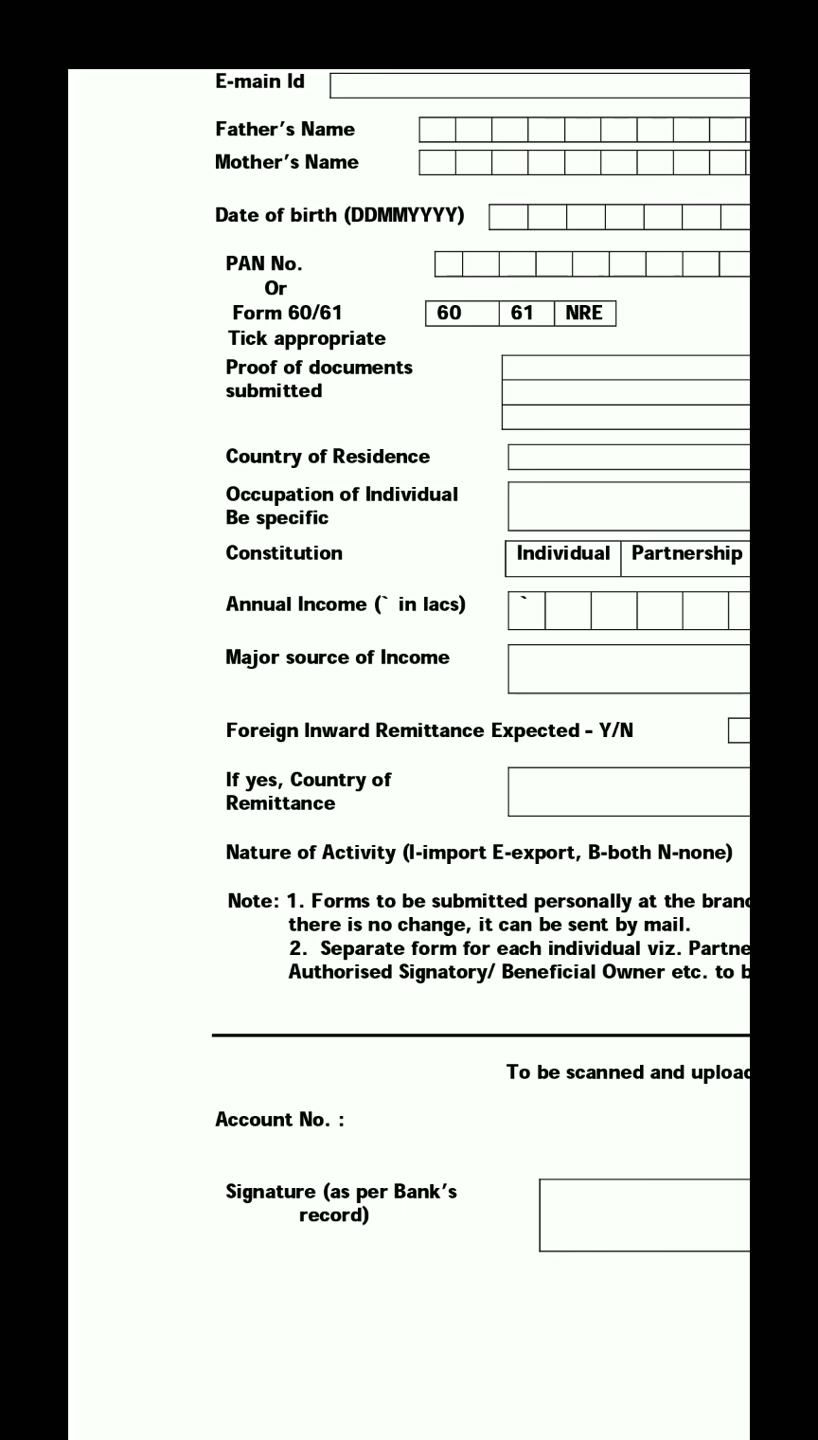 E-main Id
Father's Name
Mother's Name
Date of birth (DDMMYYYY)
PAN No.
Or
Form 60/61 60 61 NRE
Tick appropriate
Proof of documents
submitted
Country of Residence
Occupation of Individual
Be specific
Constitution Individual Partnership
Annual Income (` in lacs) `
Major source of Income
Foreign Inward Remittance Expected - Y/N
If yes, Country of
Remittance
Nature of Activity (I-import E-export, B-both N-none)
Note: 1. Forms to be submitted personally at the
there is no change, it can be sent by mail.
2. Separate form for each individual viz.
Authorised Signatory/ Beneficial Owner etc. to
To be scanned and
Account No. :
Signature (as per Bank's
record)